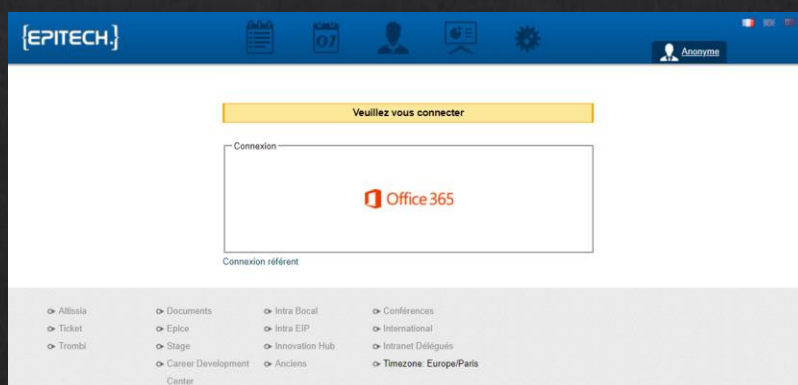 {EPITECH.}
07
Anonyme
Veuillez vous connecter
Connexion
Office 365
Connexion référent
Altissia
Documents
Intra Bocal
Conférences
Ticket
Epice
Intra EIP
International
Trombi
Stage
Innovation Hub
Intranet Délégués
Career Development
Center
Anciens
Timezone: Europe/Paris